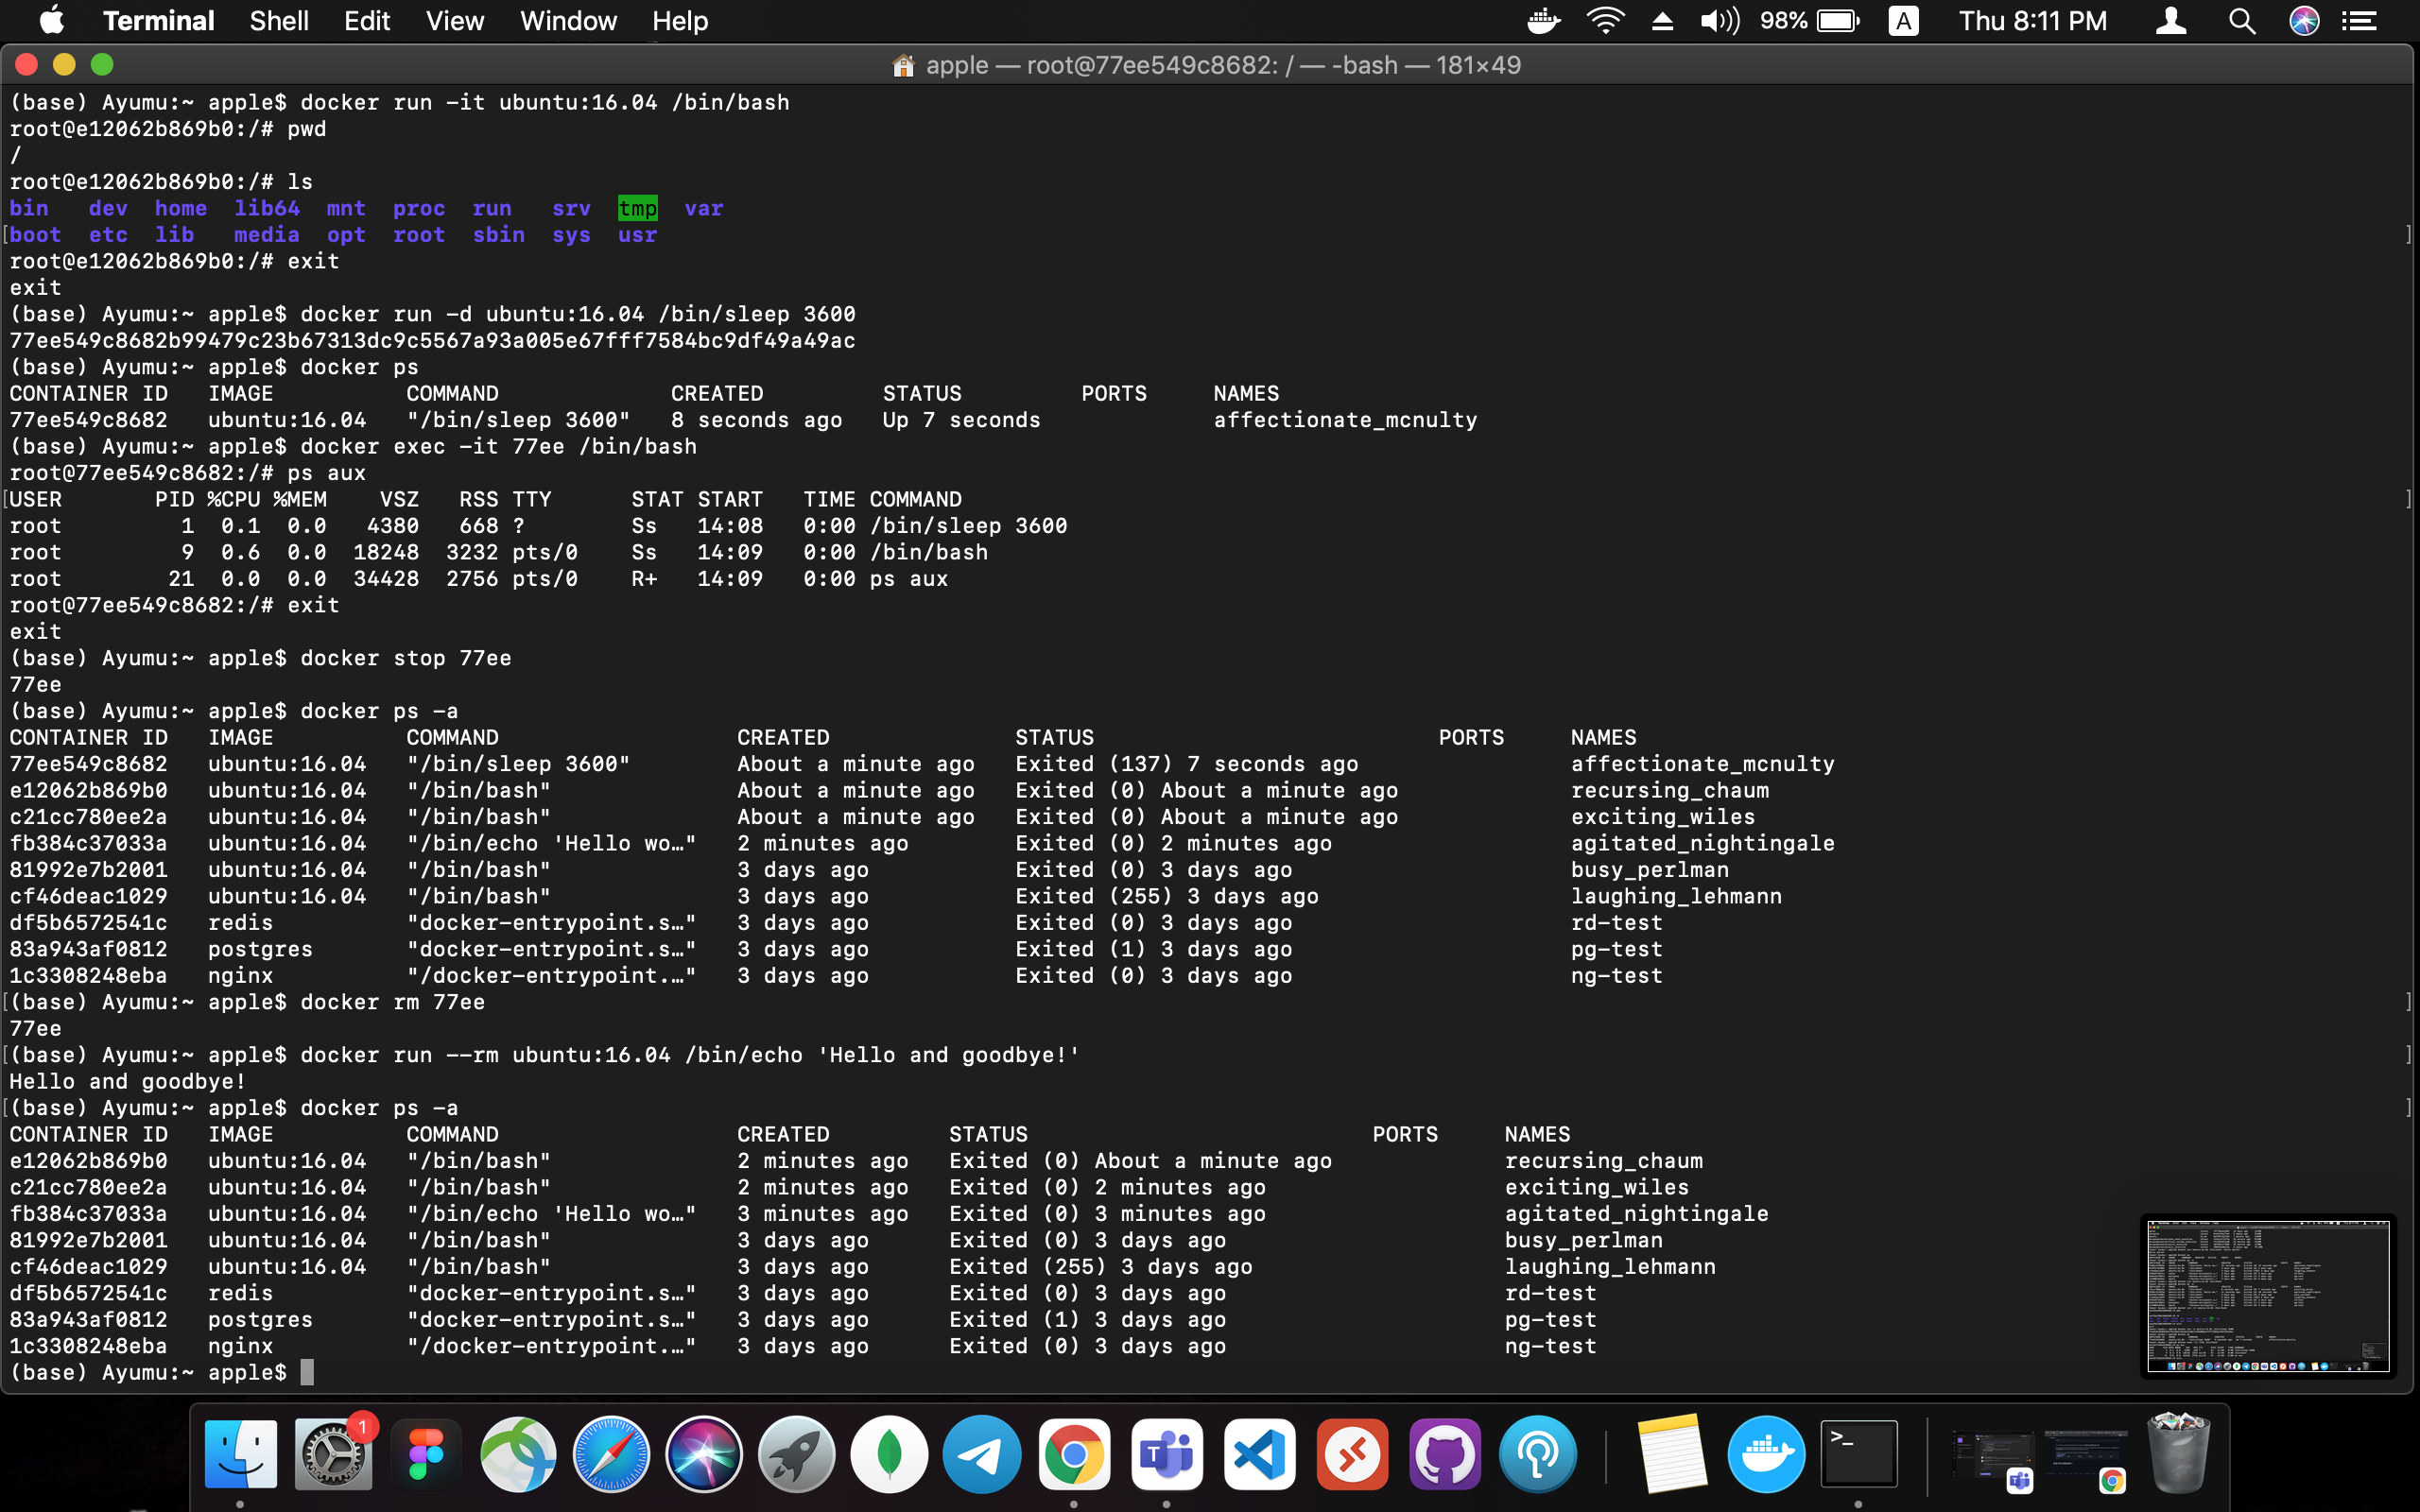 Terminal Shell Edit View Window Help 98% A Thu 8:11 PM
apple — root@77ee549c8682: / — -bash — 181×49
(base) Ayumu:~ apple$ docker run -it ubuntu:16.04 /bin/bash
root@e12062b869b0:/# pwd
/
root@e12062b869b0:/# ls
bin dev home lib64 mnt proc run srv tmp var
[boot etc lib media opt root sbin sys usr ]
root@e12062b869b0:/# exit
exit
(base) Ayumu:~ apple$ docker run -d ubuntu:16.04 /bin/sleep 3600
77ee549c8682b99479c23b67313dc9c5567a93a005e67fff7584bc9df49a49ac
(base) Ayumu:~ apple$ docker ps
CONTAINER ID IMAGE COMMAND CREATED STATUS PORTS NAMES
77ee549c8682 ubuntu:16.04 "/bin/sleep 3600" 8 seconds ago Up 7 seconds affectionate_mcnulty
(base) Ayumu:~ apple$ docker exec -it 77ee /bin/bash
root@77ee549c8682:/# ps aux
[USER PID %CPU %MEM VSZ RSS TTY STAT START TIME COMMAND ]
root 1 0.1 0.0 4380 668 ? Ss 14:08 0:00 /bin/sleep 3600
root 9 0.6 0.0 18248 3232 pts/0 Ss 14:09 0:00 /bin/bash
root 21 0.0 0.0 34428 2756 pts/0 R+ 14:09 0:00 ps aux
root@77ee549c8682:/# exit
exit
(base) Ayumu:~ apple$ docker stop 77ee
77ee
(base) Ayumu:~ apple$ docker ps -a
CONTAINER ID IMAGE COMMAND CREATED STATUS PORTS NAMES
77ee549c8682 ubuntu:16.04 "/bin/sleep 3600" About a minute ago Exited (137) 7 seconds ago affectionate_mcnulty
e12062b869b0 ubuntu:16.04 "/bin/bash" About a minute ago Exited (0) About a minute ago recursing_chaum
c21cc780ee2a ubuntu:16.04 "/bin/bash" About a minute ago Exited (0) About a minute ago exciting_wiles
fb384c37033a ubuntu:16.04 "/bin/echo 'Hello wo…" 2 minutes ago Exited (0) 2 minutes ago agitated_nightingale
81992e7b2001 ubuntu:16.04 "/bin/bash" 3 days ago Exited (0) 3 days ago busy_perlman
cf46deac1029 ubuntu:16.04 "/bin/bash" 3 days ago Exited (255) 3 days ago laughing_lehmann
df5b6572541c redis "docker-entrypoint.s…" 3 days ago Exited (0) 3 days ago rd-test
83a943af0812 postgres "docker-entrypoint.s…" 3 days ago Exited (1) 3 days ago pg-test
1c3308248eba nginx "/docker-entrypoint.…" 3 days ago Exited (0) 3 days ago ng-test
[(base) Ayumu:~ apple$ docker rm 77ee ]
77ee
[(base) Ayumu:~ apple$ docker run --rm ubuntu:16.04 /bin/echo 'Hello and goodbye!' ]
Hello and goodbye!
[(base) Ayumu:~ apple$ docker ps -a ]
CONTAINER ID IMAGE COMMAND CREATED STATUS PORTS NAMES
e12062b869b0 ubuntu:16.04 "/bin/bash" 2 minutes ago Exited (0) About a minute ago recursing_chaum
c21cc780ee2a ubuntu:16.04 "/bin/bash" 2 minutes ago Exited (0) 2 minutes ago exciting_wiles
fb384c37033a ubuntu:16.04 "/bin/echo 'Hello wo…" 3 minutes ago Exited (0) 3 minutes ago agitated_nightingale
81992e7b2001 ubuntu:16.04 "/bin/bash" 3 days ago Exited (0) 3 days ago busy_perlman
cf46deac1029 ubuntu:16.04 "/bin/bash" 3 days ago Exited (255) 3 days ago laughing_lehmann
df5b6572541c redis "docker-entrypoint.s…" 3 days ago Exited (0) 3 days ago rd-test
83a943af0812 postgres "docker-entrypoint.s…" 3 days ago Exited (1) 3 days ago pg-test
1c3308248eba nginx "/docker-entrypoint.…" 3 days ago Exited (0) 3 days ago ng-test
(base) Ayumu:~ apple$
1
T
>_